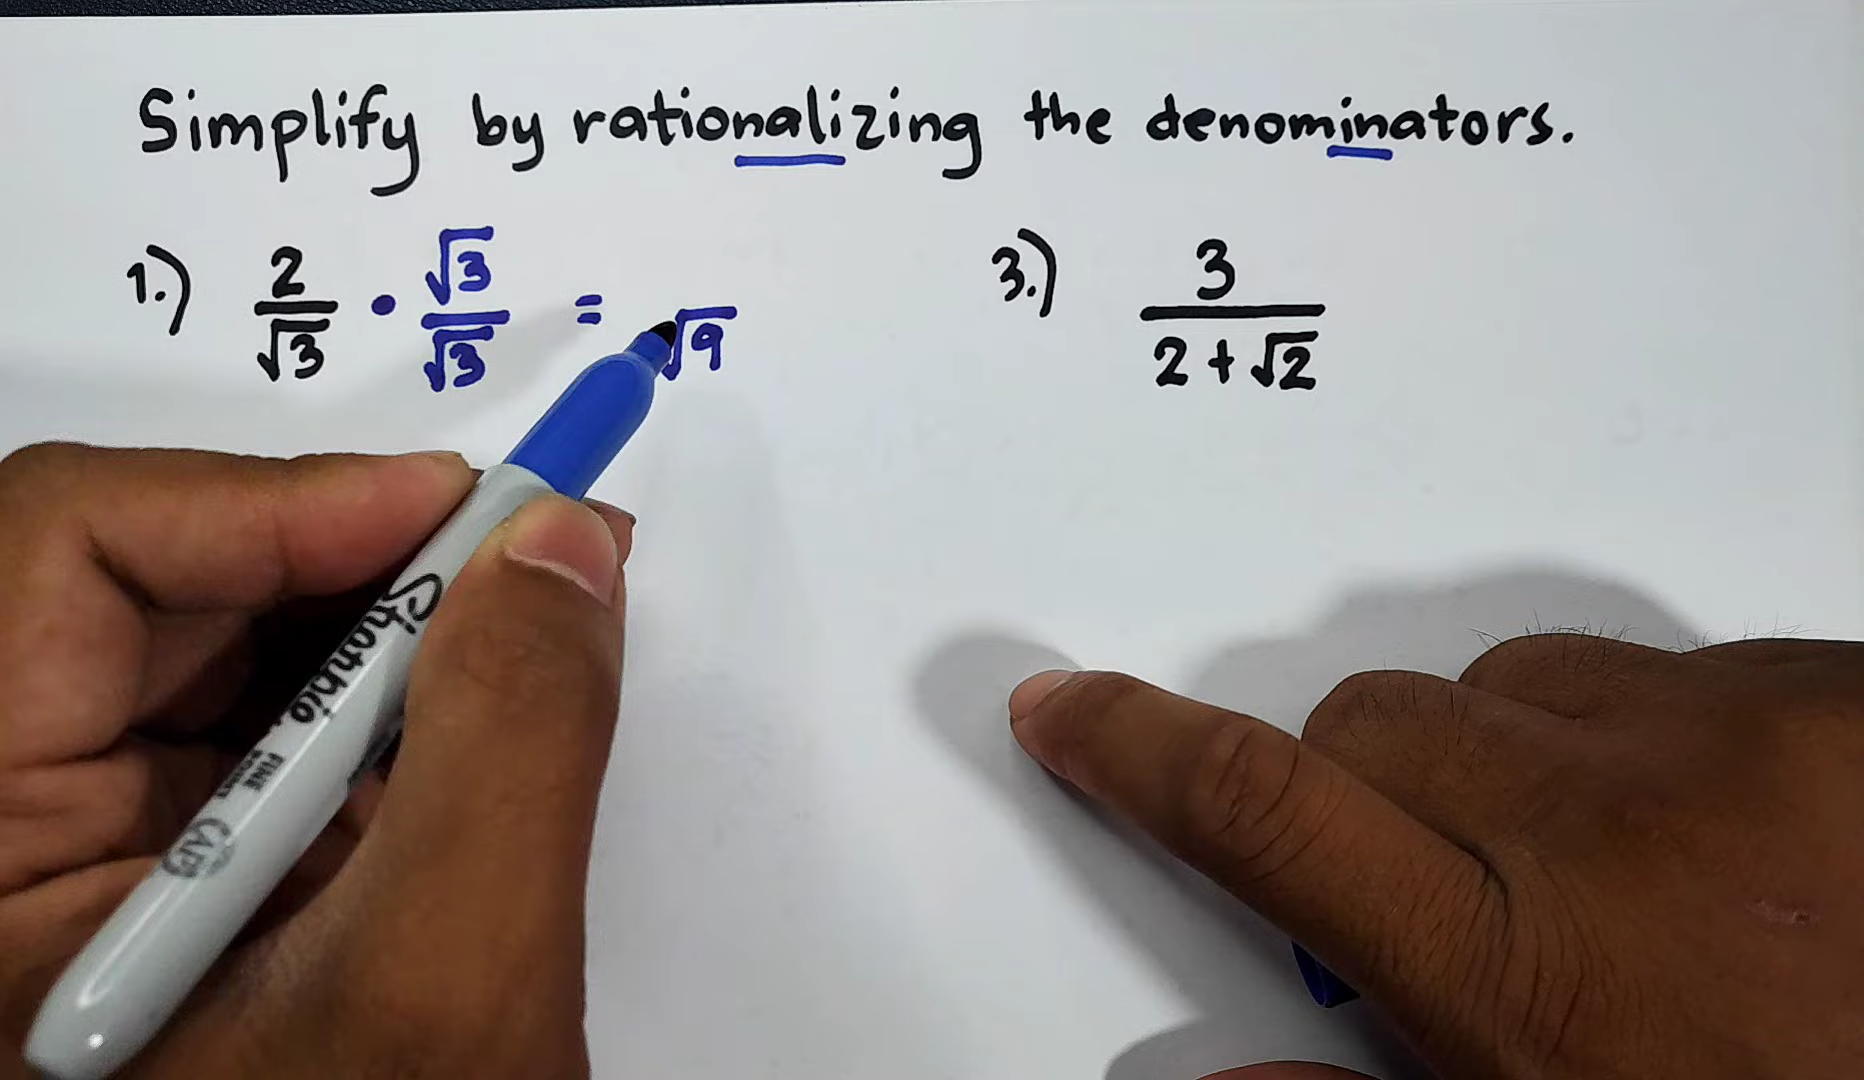 Simplify by rationalizing the denominators.
1.) 2/√3 • √3/√3 = √9
3.) 3/(2 + √2)
Sharpie
FINE